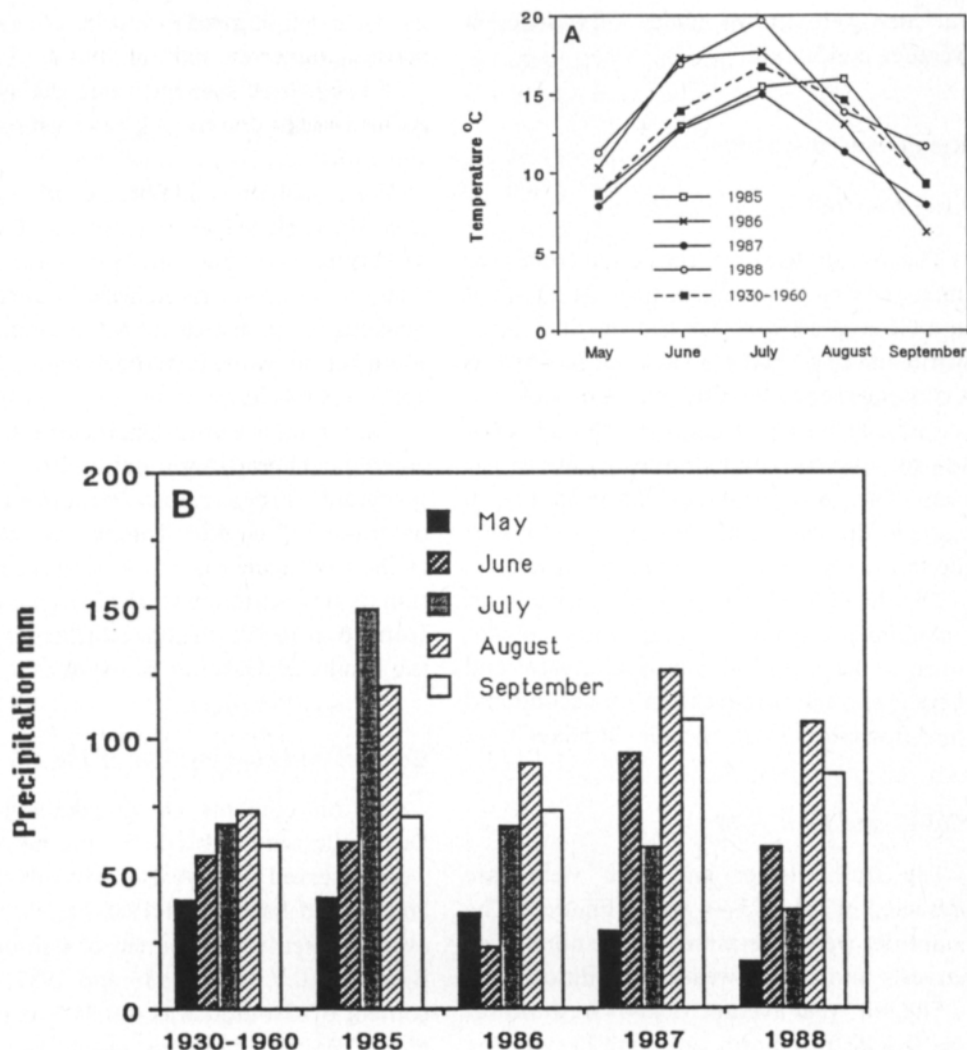 A
Temperature °C
20
15
10
5
0
1985
1986
1987
1988
1930-1960
May June July August September
B
Precipitation mm
200
150
100
50
0
May
June
July
August
September
1930-1960 1985 1986 1987 1988